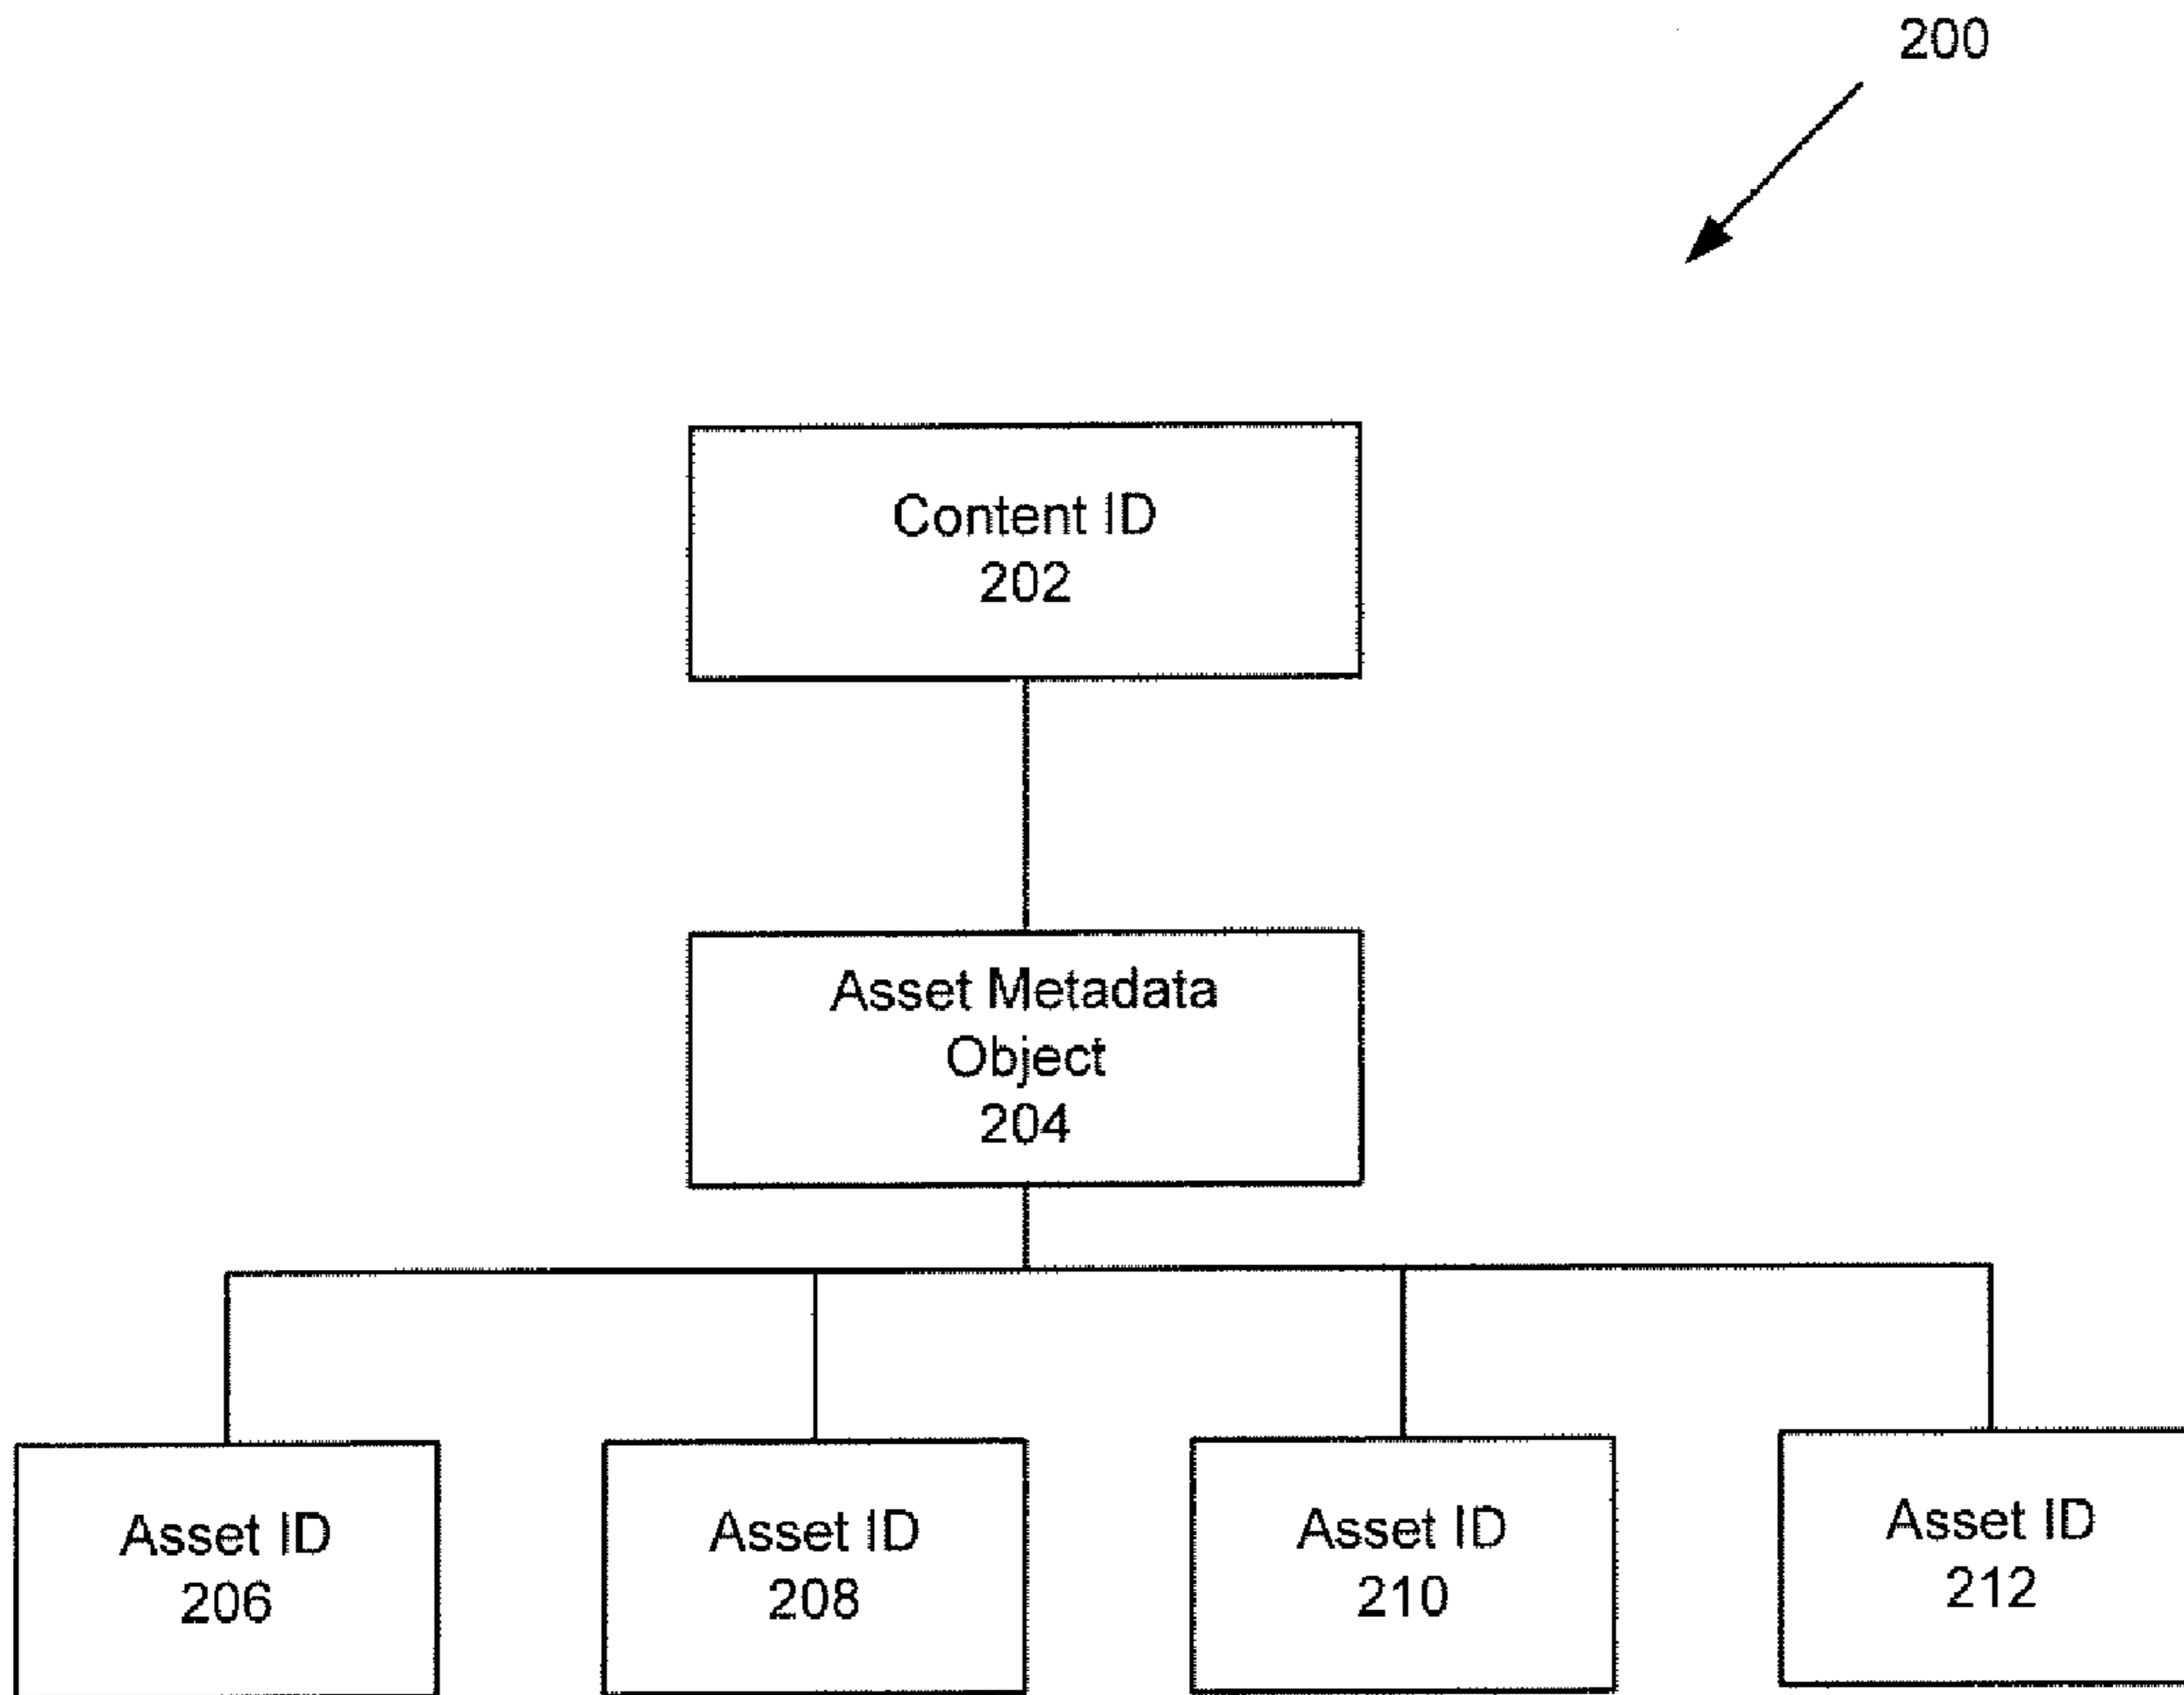 200
Content ID
202
Asset Metadata
Object
204
Asset ID
206
Asset ID
208
Asset ID
210
Asset ID
212